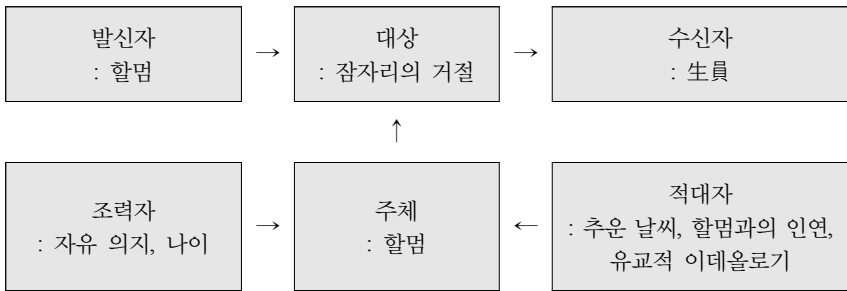 발신자
: 할멈
→
대상
: 잠자리의 거절
→
수신자
: 生員
↑
조력자
: 자유 의지, 나이
→
주체
: 할멈
←
적대자
: 추운 날씨, 할멈과의 인연,
유교적 이데올로기